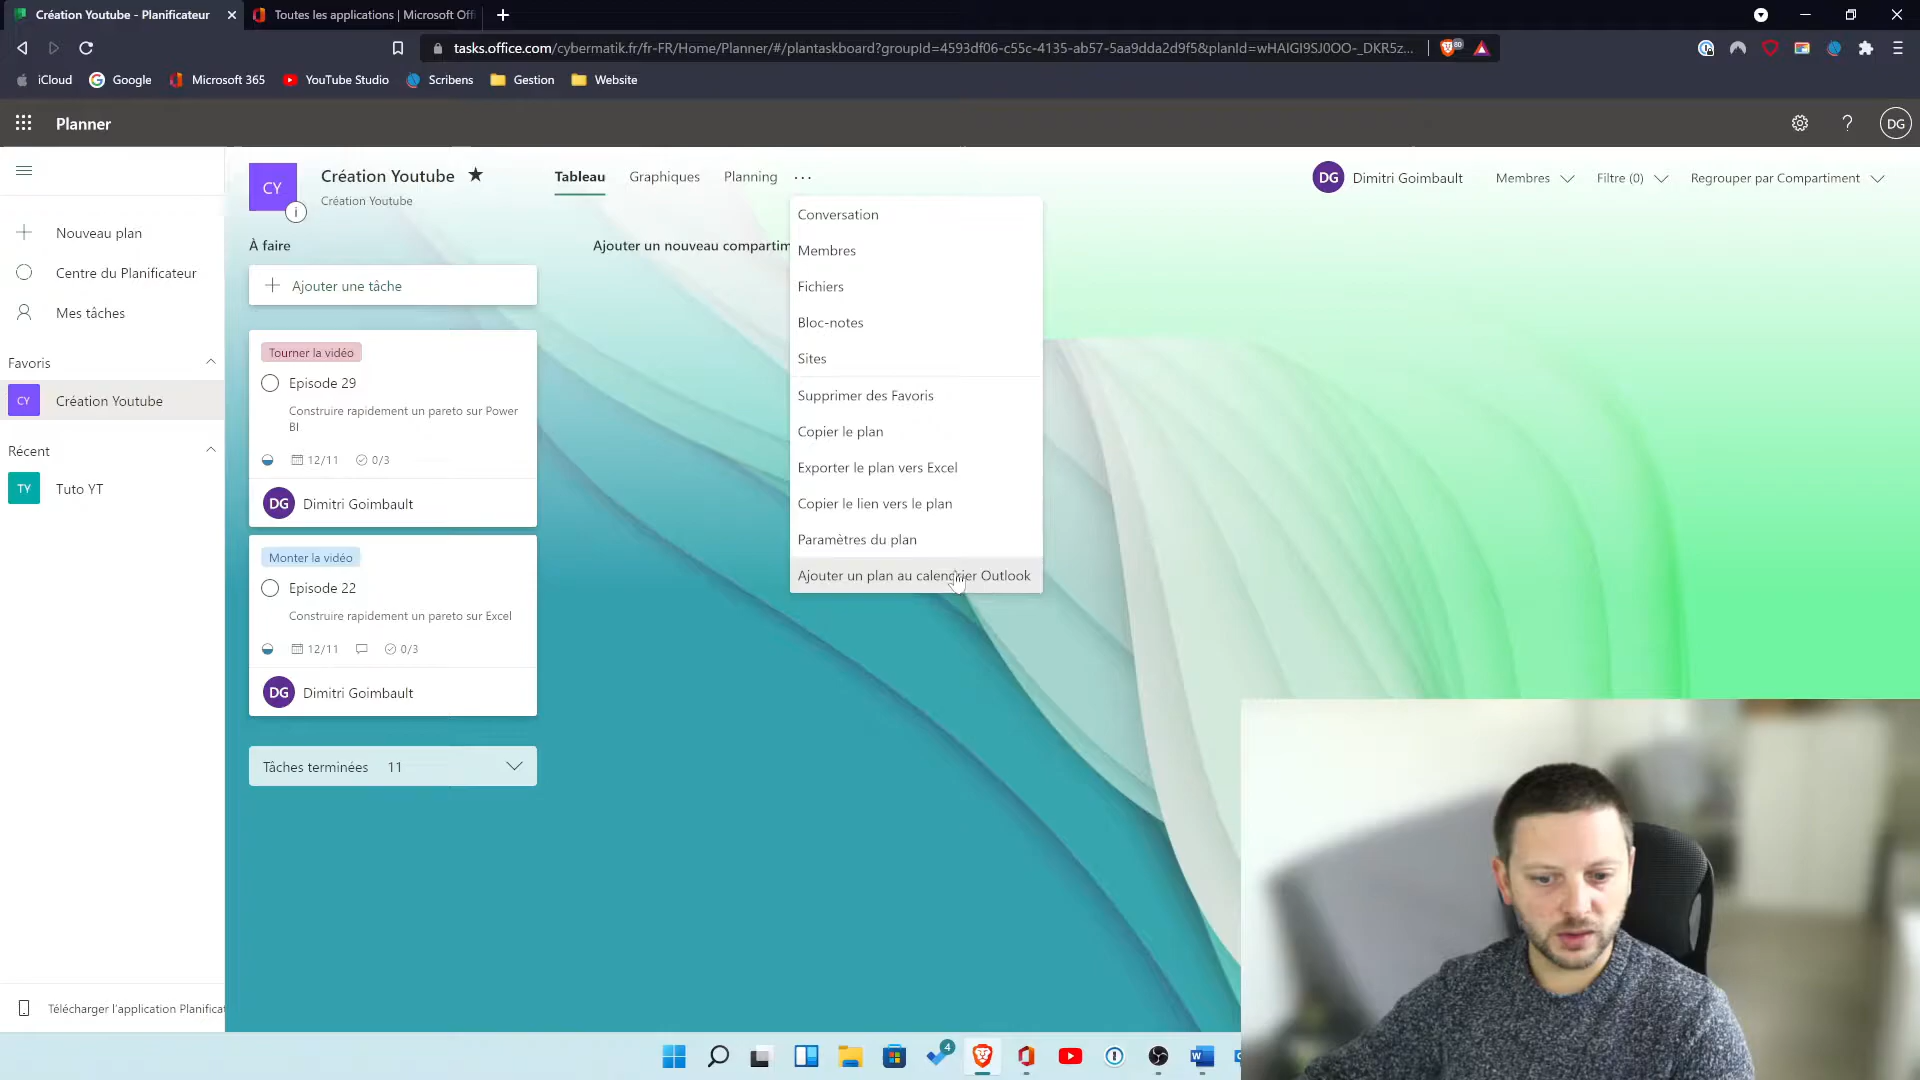 Création Youtube - Planificateur
Toutes les applications | Microsoft Off
tasks.office.com/cybermatik.fr/fr-FR/Home/Planner/#/plantaskboard?groupId=4593df06-c55c-4135-ab57-5aa9dda2d9f5&planId=wHAIGI9SJ0OO-_DKR5z...
iCloud
Google
Microsoft 365
YouTube Studio
Scribens
Gestion
Website
Planner
DG
Nouveau plan
Centre du Planificateur
Mes tâches
Favoris
CY
Création Youtube
Récent
TY
Tuto YT
Télécharger l'application Planificat
CY
Création Youtube
Création Youtube
Tableau
Graphiques
Planning
DG
Dimitri Goimbault
Membres
Filtre (0)
Regrouper par Compartiment
À faire
Ajouter un nouveau compartim
Ajouter une tâche
Tourner la vidéo
Episode 29
Construire rapidement un pareto sur Power
BI
12/11
0/3
DG
Dimitri Goimbault
Monter la vidéo
Episode 22
Construire rapidement un pareto sur Excel
12/11
0/3
DG
Dimitri Goimbault
Tâches terminées 11
Conversation
Membres
Fichiers
Bloc-notes
Sites
Supprimer des Favoris
Copier le plan
Exporter le plan vers Excel
Copier le lien vers le plan
Paramètres du plan
Ajouter un plan au calendrier Outlook
4